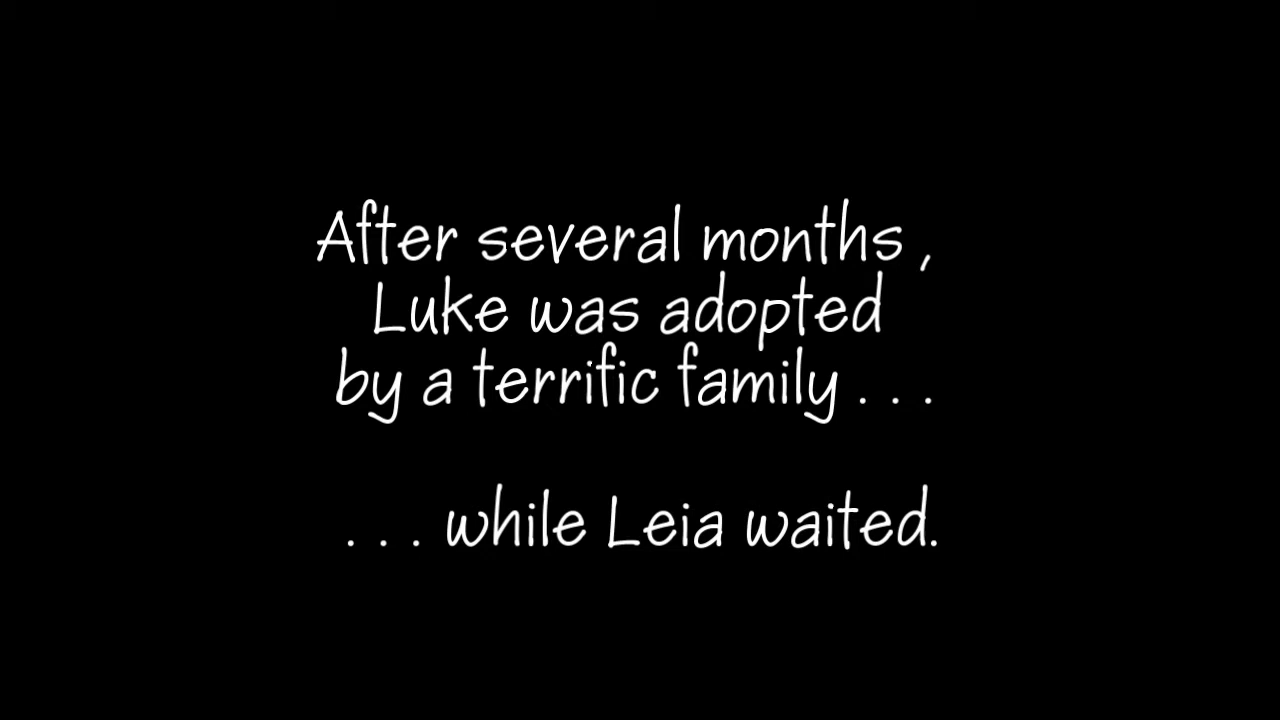 After several months ,
Luke was adopted
by a terrific family . . .
. . . while Leia waited.